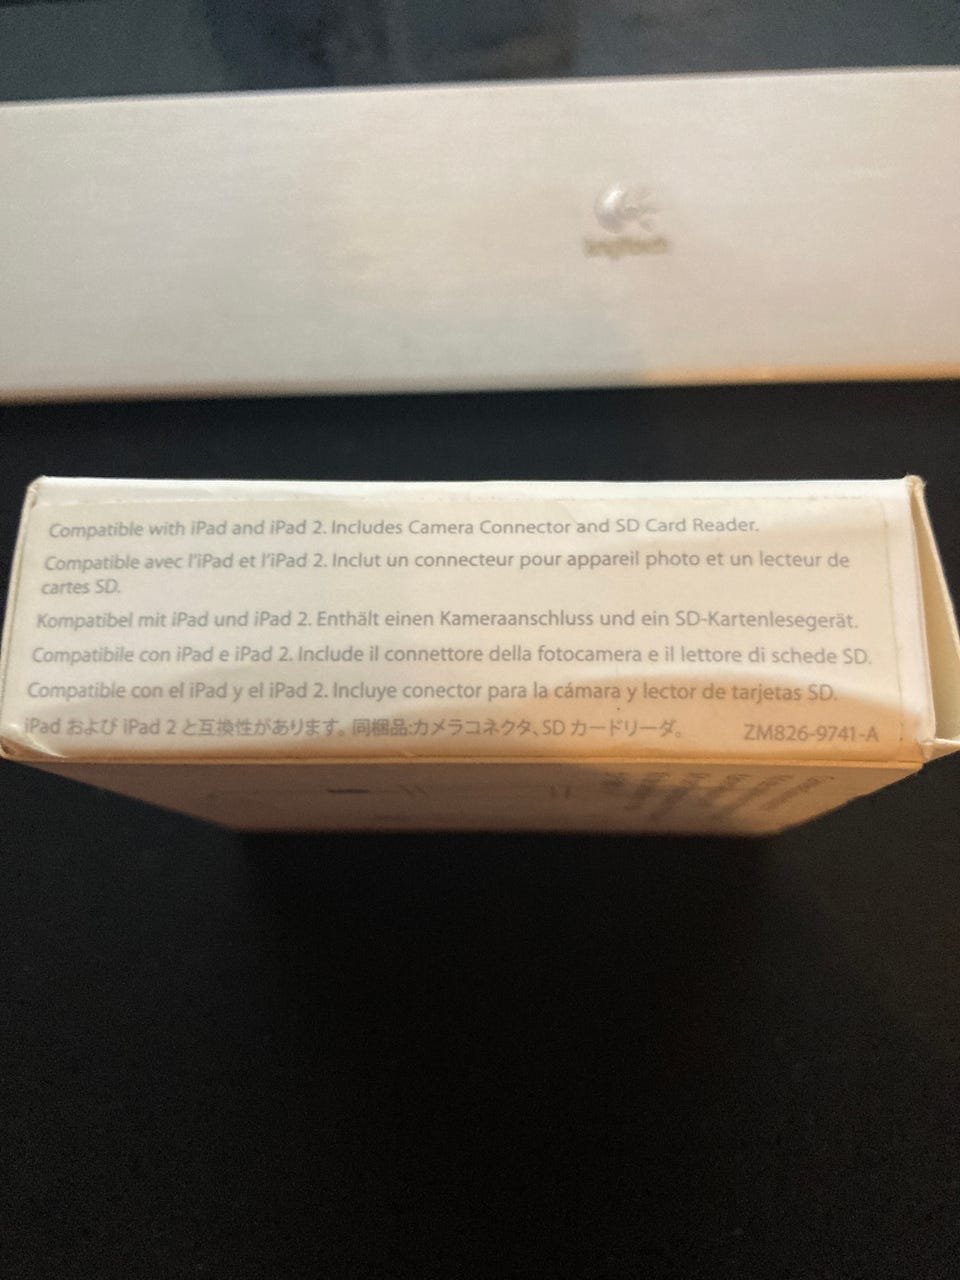 logitech
Compatible with iPad and iPad 2. Includes Camera Connector and SD Card Reader.
Compatible avec l'iPad et l'iPad 2. Inclut un connecteur pour appareil photo et un lecteur de
cartes SD.
Kompatibel mit iPad und iPad 2. Enthält einen Kameraanschluss und ein SD-Kartenlesegerät.
Compatibile con iPad e iPad 2. Include il connettore della fotocamera e il lettore di schede SD.
Compatible con el iPad y el iPad 2. Incluye conector para la cámara y lector de tarjetas SD.
iPad および iPad 2 と互換性があります。同梱品:カメラコネクタ、SD カードリーダ。 ZM826-9741-A